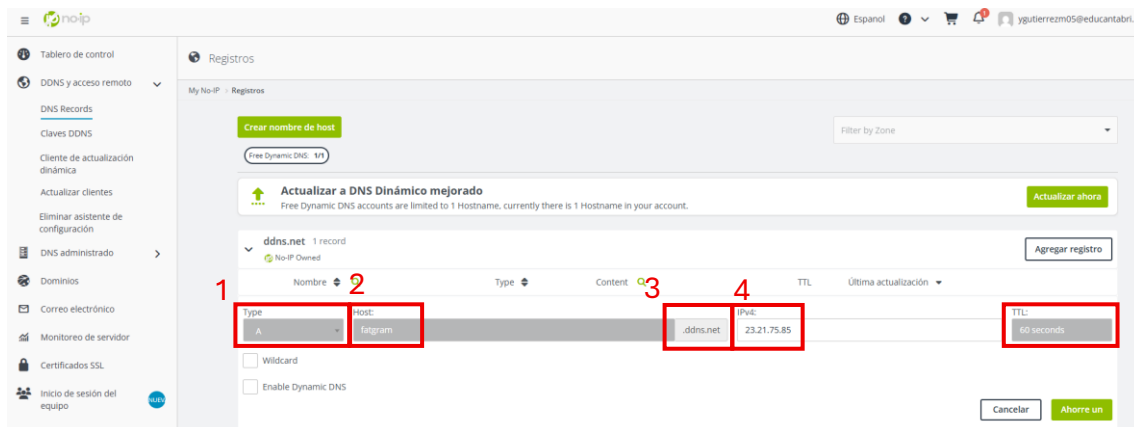 noip
Espanol
1
ygutierrezm05@educantabri.
Tablero de control
DDNS y acceso remoto
DNS Records
Claves DDNS
Cliente de actualización
dinámica
Actualizar clientes
Eliminar asistente de
configuración
DNS administrado
Dominios
Correo electrónico
Monitoreo de servidor
Certificados SSL
Inicio de sesión del
equipo
NUEV
Registros
My No-IP > Registros
Crear nombre de host
Filter by Zone
Free Dynamic DNS: 1/1
Actualizar a DNS Dinámico mejorado
Free Dynamic DNS accounts are limited to 1 Hostname, currently there is 1 Hostname in your account.
Actualizar ahora
ddns.net 1 record
No-IP Owned
Agregar registro
Nombre Type Content TTL Última actualización
1 2 3 4
Type Host: IPv4: TTL:
A fatgram .ddns.net 23.21.75.85 60 seconds
Wildcard
Enable Dynamic DNS
Cancelar Ahorre un